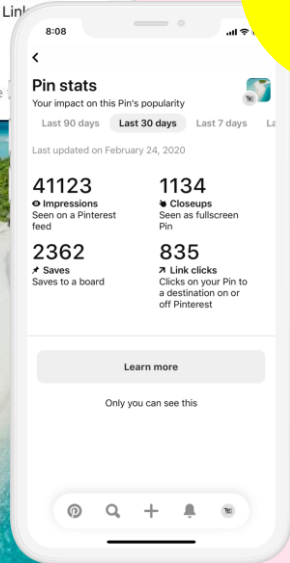 Link
8:08
Pin stats
Your impact on this Pin's popularity
Last 90 days Last 30 days Last 7 days La
Last updated on February 24, 2020
41123
Impressions
Seen on a Pinterest
feed
1134
Closeups
Seen as fullscreen
Pin
2362
Saves
Saves to a board
835
Link clicks
Clicks on your Pin to
a destination on or
off Pinterest
Learn more
Only you can see this